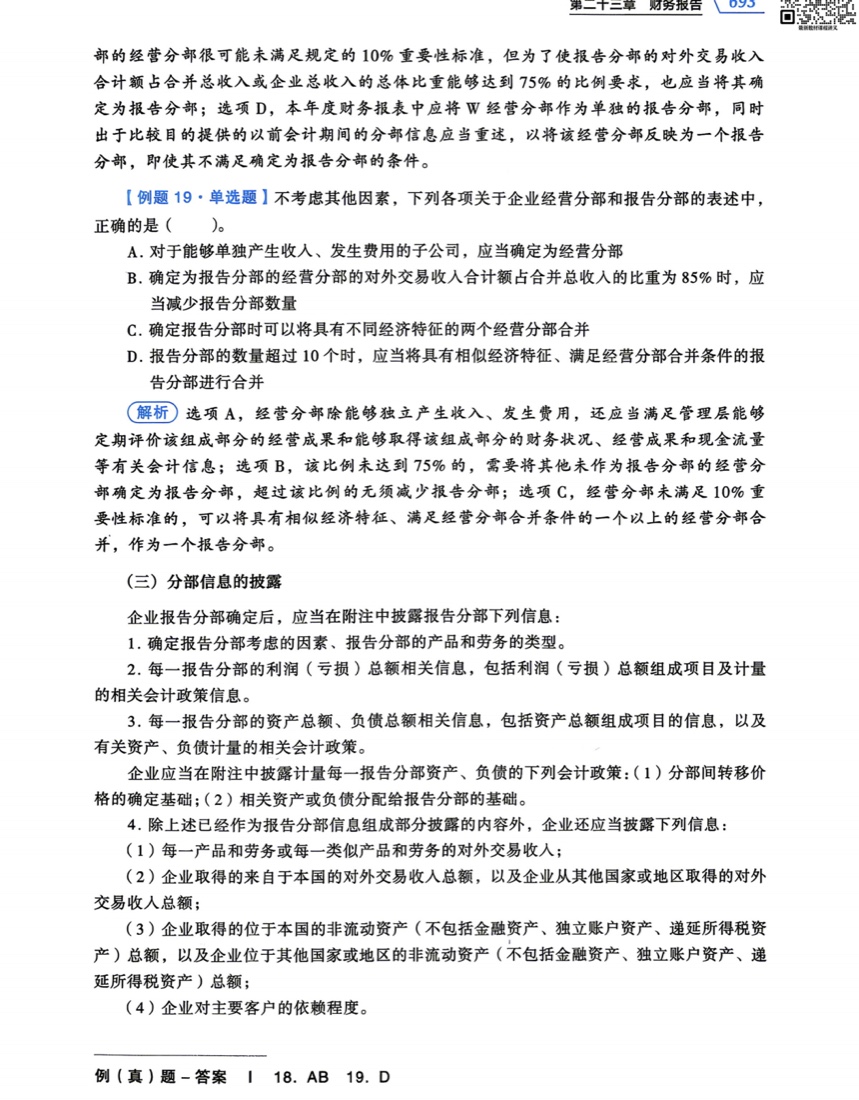 第二十三章 财务报告 693
部的经营分部很可能未满足规定的 10% 重要性标准，但为了使报告分部的对外交易收入
合计额占合并总收入或企业总收入的总体比重能够达到 75% 的比例要求，也应当将其确
定为报告分部；选项 D，本年度财务报表中应将 W 经营分部作为单独的报告分部，同时
出于比较目的提供的以前会计期间的分部信息应当重述，以将该经营分部反映为一个报告
分部，即使其不满足确定为报告分部的条件。
【例题 19·单选题】不考虑其他因素，下列各项关于企业经营分部和报告分部的表述中，
正确的是（ ）。
A. 对于能够单独产生收入、发生费用的子公司，应当确定为经营分部
B. 确定为报告分部的经营分部的对外交易收入合计额占合并总收入的比重为 85% 时，应
当减少报告分部数量
C. 确定报告分部时可以将具有不同经济特征的两个经营分部合并
D. 报告分部的数量超过 10 个时，应当将具有相似经济特征、满足经营分部合并条件的报
告分部进行合并
解析 选项 A，经营分部除能够独立产生收入、发生费用，还应当满足管理层能够
定期评价该组成部分的经营成果和能够取得该组成部分的财务状况、经营成果和现金流量
等有关会计信息；选项 B，该比例未达到 75% 的，需要将其他未作为报告分部的经营分
部确定为报告分部，超过该比例的无须减少报告分部；选项 C，经营分部未满足 10% 重
要性标准的，可以将具有相似经济特征、满足经营分部合并条件的一个以上的经营分部合
并，作为一个报告分部。
（三）分部信息的披露
企业报告分部确定后，应当在附注中披露报告分部下列信息：
1. 确定报告分部考虑的因素、报告分部的产品和劳务的类型。
2. 每一报告分部的利润（亏损）总额相关信息，包括利润（亏损）总额组成项目及计量
的相关会计政策信息。
3. 每一报告分部的资产总额、负债总额相关信息，包括资产总额组成项目的信息，以及
有关资产、负债计量的相关会计政策。
企业应当在附注中披露计量每一报告分部资产、负债的下列会计政策：（1）分部间转移价
格的确定基础；（2）相关资产或负债分配给报告分部的基础。
4. 除上述已经作为报告分部信息组成部分披露的内容外，企业还应当披露下列信息：
（1）每一产品和劳务或每一类似产品和劳务的对外交易收入；
（2）企业取得的来自于本国的对外交易收入总额，以及企业从其他国家或地区取得的对外
交易收入总额；
（3）企业取得的位于本国的非流动资产（不包括金融资产、独立账户资产、递延所得税资
产）总额，以及企业位于其他国家或地区的非流动资产（不包括金融资产、独立账户资产、递
延所得税资产）总额；
（4）企业对主要客户的依赖程度。
例（真）题－答案 | 18. AB 19. D